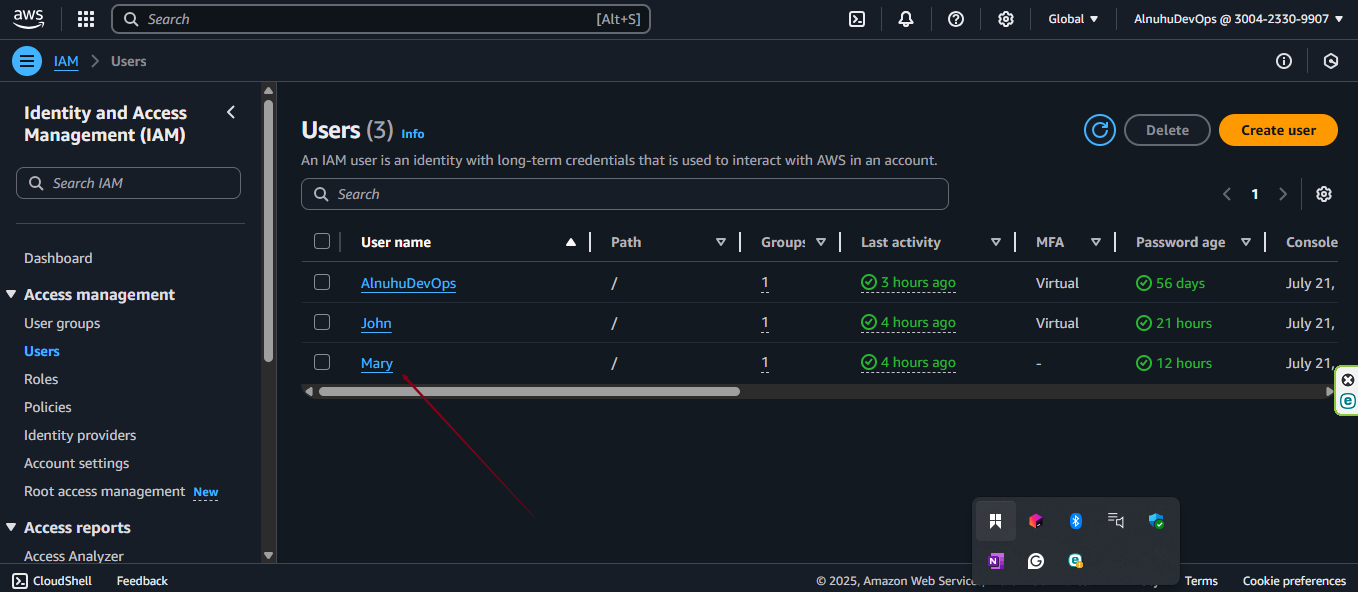 aws
Search [Alt+S]
Global
AlnuhuDevOps @ 3004-2330-9907
IAM
Users
Identity and Access
Management (IAM)
Search IAM
Dashboard
Access management
User groups
Users
Roles
Policies
Identity providers
Account settings
Root access management New
Access reports
Access Analyzer
Users (3) Info
Delete
Create user
An IAM user is an identity with long-term credentials that is used to interact with AWS in an account.
Search
1
User name Path Groups Last activity MFA Password age Console
AlnuhuDevOps / 1 3 hours ago Virtual 56 days July 21,
John / 1 4 hours ago Virtual 21 hours July 21,
Mary / 1 4 hours ago - 12 hours July 21,
CloudShell
Feedback
© 2025, Amazon Web Servic
Terms
Cookie preferences